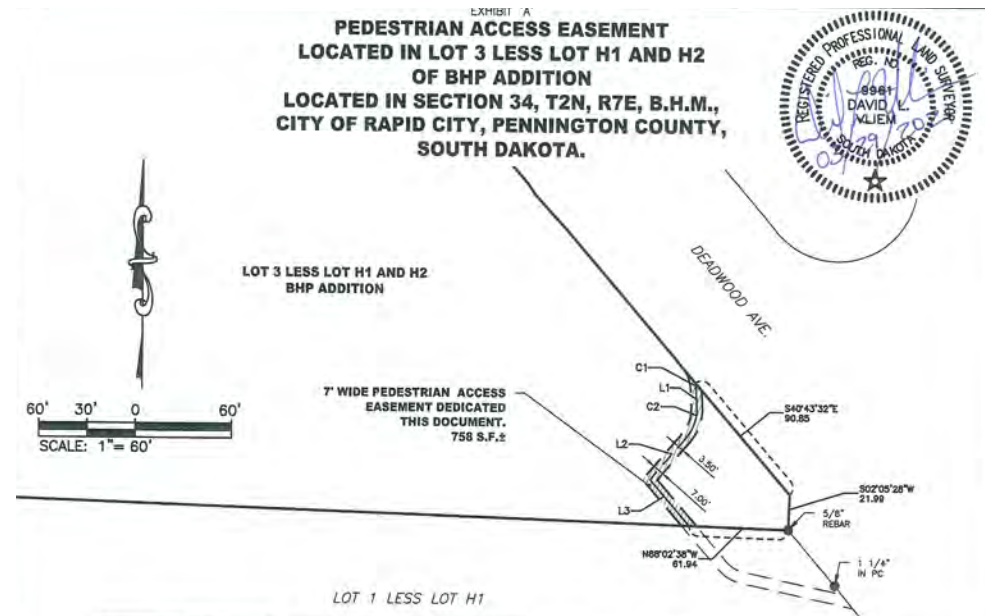 EXHIBIT "A"
PEDESTRIAN ACCESS EASEMENT
LOCATED IN LOT 3 LESS LOT H1 AND H2
OF BHP ADDITION
LOCATED IN SECTION 34, T2N, R7E, B.H.M.,
CITY OF RAPID CITY, PENNINGTON COUNTY,
SOUTH DAKOTA.
REGISTERED PROFESSIONAL LAND SURVEYOR
REG. NO.
9961
DAVID L.
VLIEM
SOUTH DAKOTA
LOT 3 LESS LOT H1 AND H2
BHP ADDITION
DEADWOOD AVE.
60' 30' 0 60'
SCALE: 1"= 60'
7' WIDE PEDESTRIAN ACCESS
EASEMENT DEDICATED
THIS DOCUMENT.
758 S.F.±
C1
L1
C2
L2
L3
3.50'
7.00'
S40°43'32"E
90.85
S02°05'28"W
21.99
5/8"
REBAR
N88°02'38"W
61.94
1 1/4"
IN PC
LOT 1 LESS LOT H1